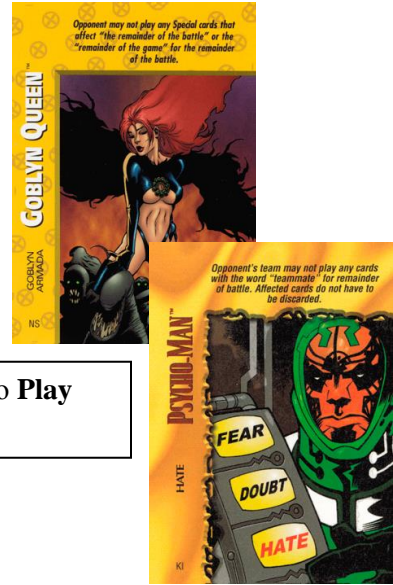 Opponent may not play any Special cards that
affect "the remainder of the battle" or the
"remainder of the game" for the remainder
of the battle.
GOBLYN QUEEN™
GOBLYN
ARMADA
NS
o Play
Opponent's team may not play any cards
with the word "teammate" for remainder
of battle. Affected cards do not have to
be discarded.
PSYCHO-MAN™
HATE
KI
FEAR
DOUBT
HATE